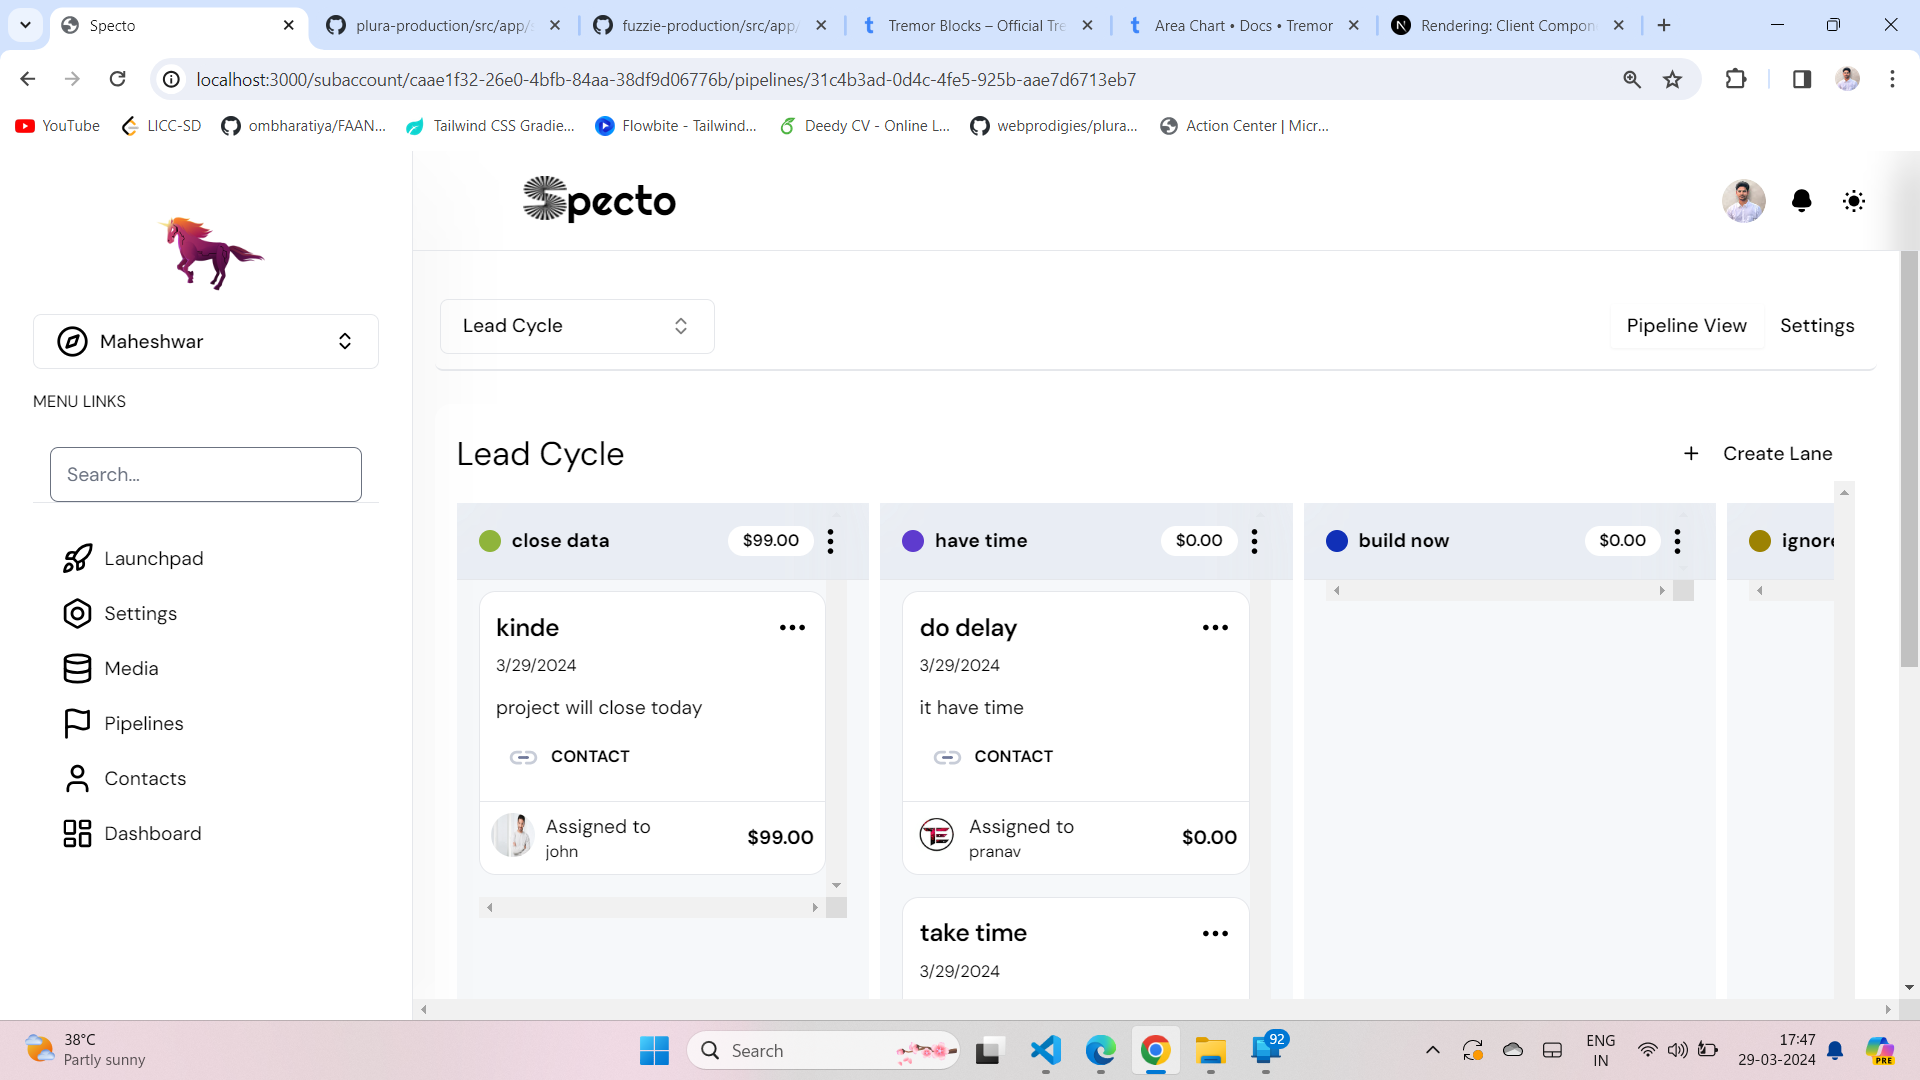 Specto
plura-production/src/app/s
fuzzie-production/src/app/
Tremor Blocks – Official Tre
Area Chart • Docs • Tremor
Rendering: Client Compon
localhost:3000/subaccount/caae1f32-26e0-4bfb-84aa-38df9d06776b/pipelines/31c4b3ad-0d4c-4fe5-925b-aae7d6713eb7
YouTube
LICC-SD
ombharatiya/FAAN...
Tailwind CSS Gradie...
Flowbite - Tailwind...
Deedy CV - Online L...
webprodigies/plura...
Action Center | Micr...
Specto
Maheshwar
MENU LINKS
Search...
Launchpad
Settings
Media
Pipelines
Contacts
Dashboard
Lead Cycle
Pipeline View
Settings
Lead Cycle
+ Create Lane
close data
$99.00
kinde
3/29/2024
project will close today
CONTACT
Assigned to
john
$99.00
have time
$0.00
do delay
3/29/2024
it have time
CONTACT
Assigned to
pranav
$0.00
take time
3/29/2024
build now
$0.00
ignore
38°C
Partly sunny
Search
92
ENG
IN
17:47
29-03-2024
PRE